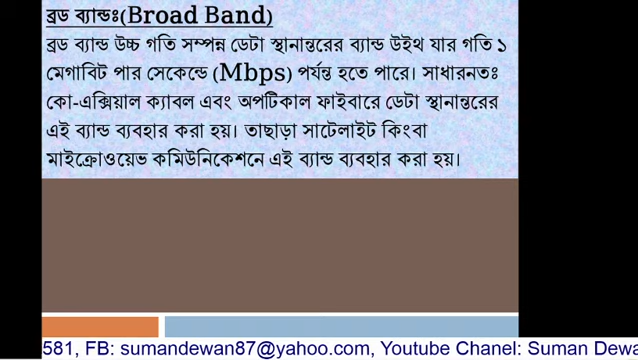 ব্রড ব্যান্ডঃ(Broad Band)
ব্রড ব্যান্ড উচ্চ গতি সম্পন্ন ডেটা স্থানান্তরের ব্যান্ড উইথ যার গতি ১
মেগাবিট পার সেকেন্ডে (Mbps) পর্যন্ত হতে পারে। সাধারনতঃ
কো-এক্সিয়াল ক্যাবল এবং অপটিকাল ফাইবারে ডেটা স্থানান্তরের
এই ব্যান্ড ব্যবহার করা হয়। তাছাড়া সাটেলাইট কিংবা
মাইক্রোওয়েভ কমিউনিকেশনে এই ব্যান্ড ব্যবহার করা হয়।
581, FB: sumandewan87@yahoo.com, Youtube Chanel: Suman Dewa